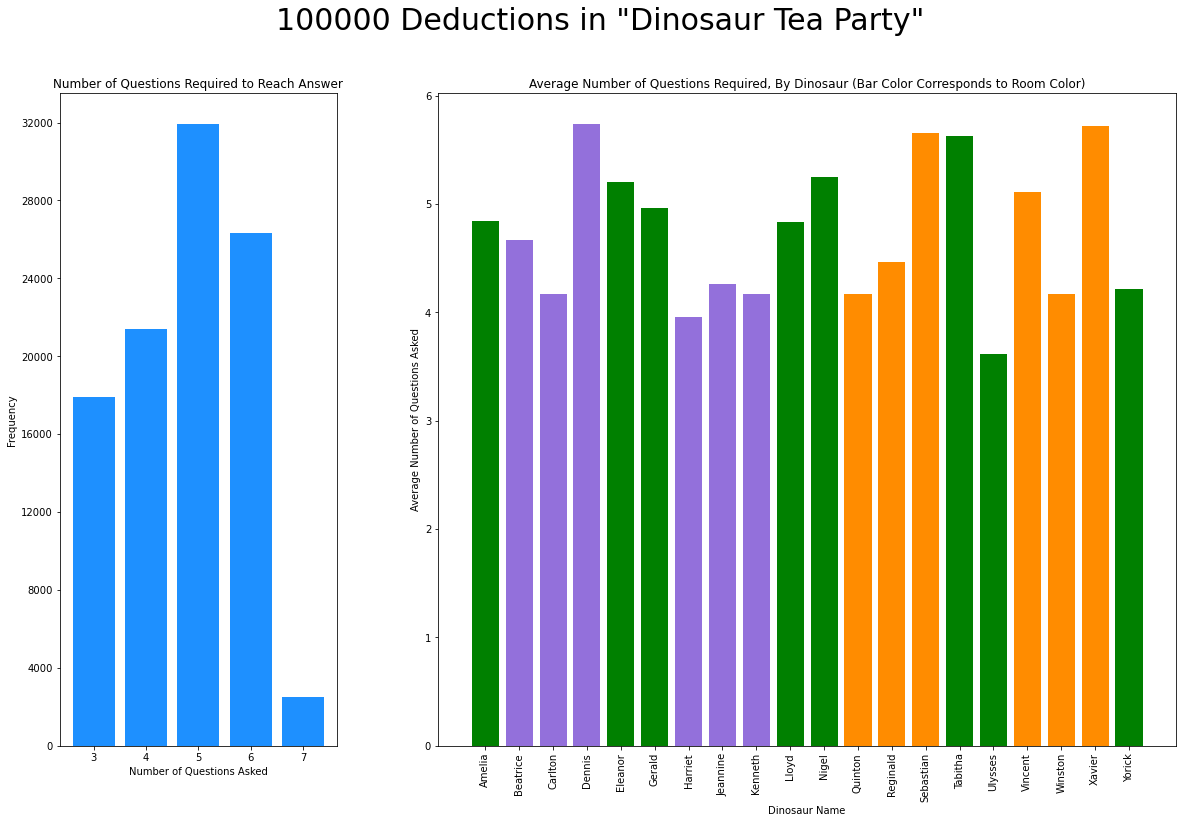 100000 Deductions in "Dinosaur Tea Party"
Number of Questions Required to Reach Answer
Frequency
32000
28000
24000
20000
16000
12000
8000
4000
0
3
4
5
6
7
Number of Questions Asked
Average Number of Questions Required, By Dinosaur (Bar Color Corresponds to Room Color)
Average Number of Questions Asked
6
5
4
3
2
1
0
Amelia
Beatrice
Carlton
Dennis
Eleanor
Gerald
Harriet
Jeannine
Kenneth
Lloyd
Nigel
Quinton
Reginald
Sebastian
Tabitha
Ulysses
Vincent
Winston
Xavier
Yorick
Dinosaur Name